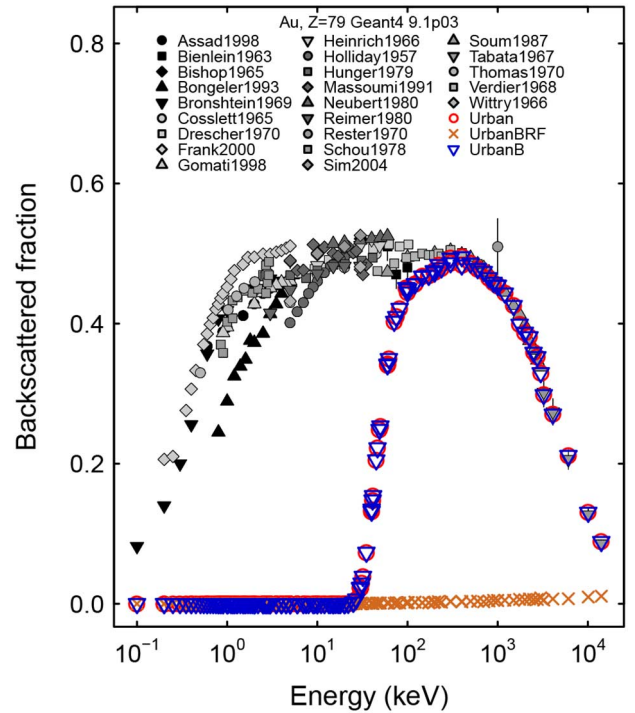 Au, Z=79 Geant4 9.1p03
Assad1998
Bienlein1963
Bishop1965
Bongeler1993
Bronshtein1969
Cosslett1965
Drescher1970
Frank2000
Gomati1998
Heinrich1966
Holliday1957
Hunger1979
Massoumi1991
Neubert1980
Reimer1980
Rester1970
Schou1978
Sim2004
Soum1987
Tabata1967
Thomas1970
Verdier1968
Wittry1966
Urban
UrbanBRF
UrbanB
Backscattered fraction
0.8
0.6
0.4
0.2
0.0
10⁻¹ 10⁰ 10¹ 10² 10³ 10⁴
Energy (keV)